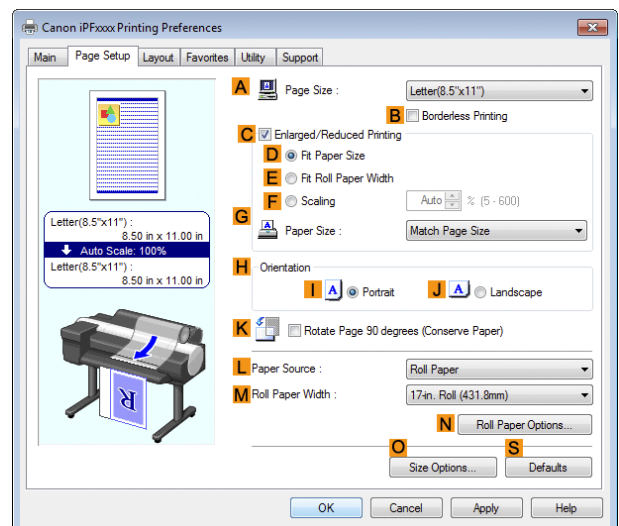 Canon iPFxxxx Printing Preferences
Main Page Setup Layout Favorites Utility Support
A Page Size : Letter(8.5"x11")
B Borderless Printing
C Enlarged/Reduced Printing
D Fit Paper Size
E Fit Roll Paper Width
F Scaling Auto % (5 - 600)
G Paper Size : Match Page Size
Letter(8.5"x11") :
8.50 in x 11.00 in
Auto Scale: 100%
Letter(8.5"x11") :
8.50 in x 11.00 in
H Orientation
I A Portrait J A Landscape
K Rotate Page 90 degrees (Conserve Paper)
L Paper Source : Roll Paper
M Roll Paper Width : 17-in. Roll (431.8mm)
R
N Roll Paper Options...
O S
Size Options... Defaults
OK Cancel Apply Help